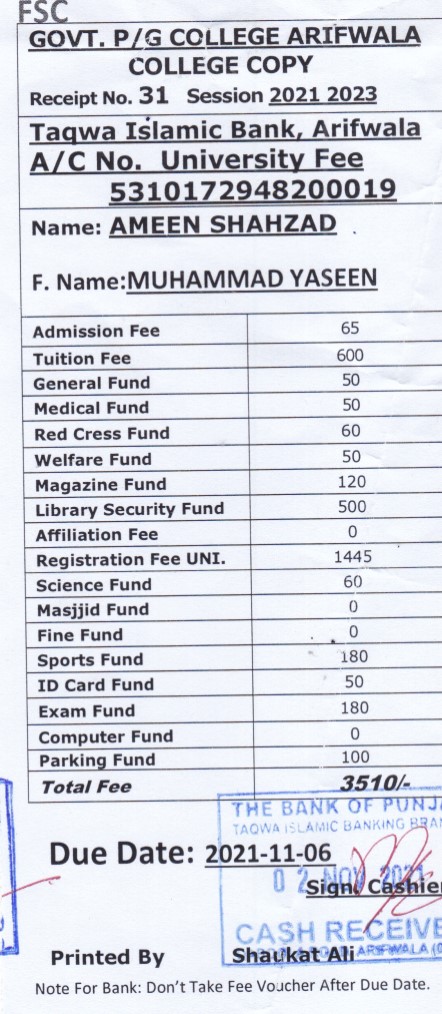 FSC
GOVT. P/G COLLEGE ARIFWALA
COLLEGE COPY
Receipt No. 31 Session 2021 2023
Taqwa Islamic Bank, Arifwala
A/C No. University Fee
5310172948200019
Name: AMEEN SHAHZAD
F. Name:MUHAMMAD YASEEN
Admission Fee 65
Tuition Fee 600
General Fund 50
Medical Fund 50
Red Cress Fund 60
Welfare Fund 50
Magazine Fund 120
Library Security Fund 500
Affiliation Fee 0
Registration Fee UNI. 1445
Science Fund 60
Masjjid Fund 0
Fine Fund 0
Sports Fund 180
ID Card Fund 50
Exam Fund 180
Computer Fund 0
Parking Fund 100
Total Fee 3510/-
THE BANK OF PUNJ
TAQWA ISLAMIC BANKING BRAN
Due Date: 2021-11-06
02 NOV 2021
Sign. Cashier
CASH RECEIVE
ARIFWALA
Printed By Shaukat Ali
Note For Bank: Don't Take Fee Voucher After Due Date.